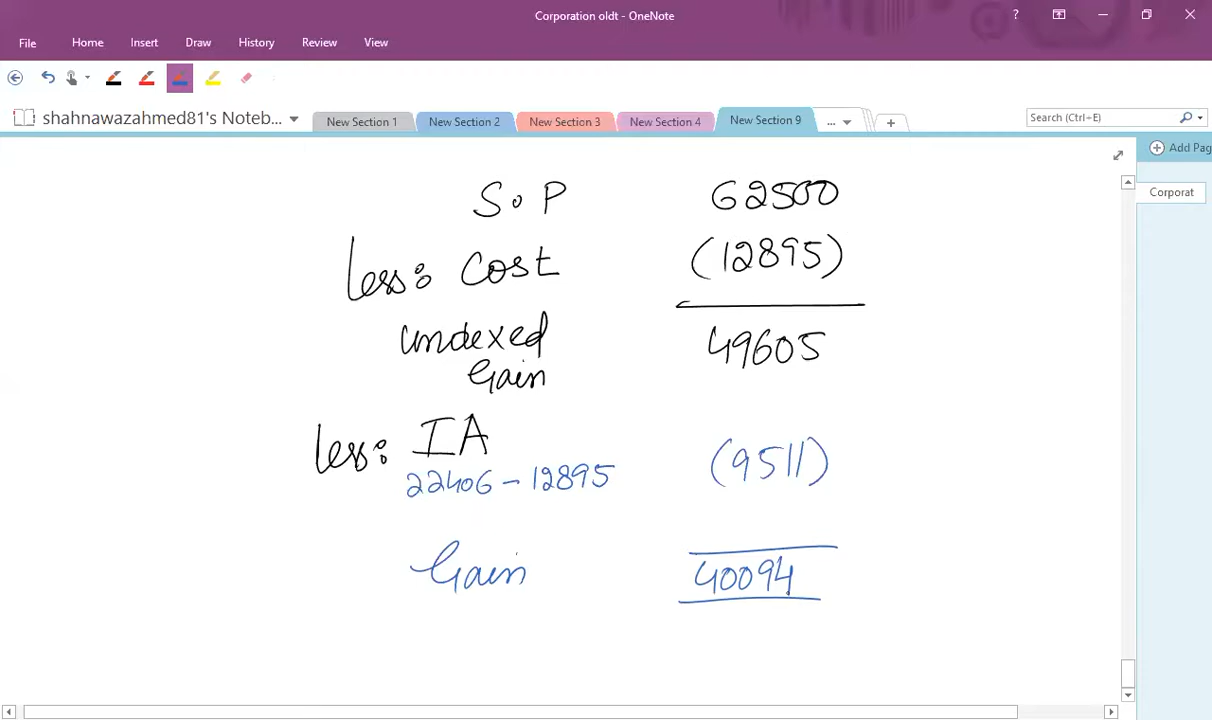 Corporation oldt - OneNote
?
File Home Insert Draw History Review View
shahnawazahmed81's Noteb...
New Section 1 New Section 2 New Section 3 New Section 4 New Section 9 ... +
Search (Ctrl+E)
Add Pag
Corporat
S.P 62500
less: Cost (12895)
undexed 49605
Gain
less: IA (9511)
22406 - 12895
Gain 40094